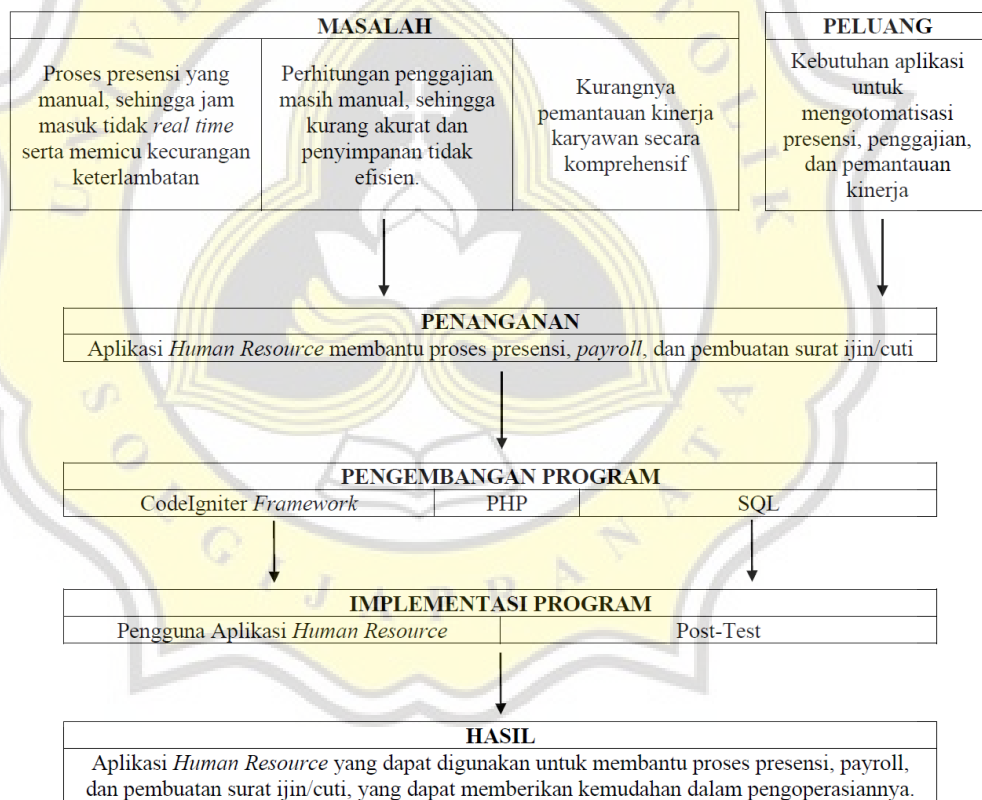 MASALAH
Proses presensi yang
manual, sehingga jam
masuk tidak real time
serta memicu kecurangan
keterlambatan
Perhitungan penggajian
masih manual, sehingga
kurang akurat dan
penyimpanan tidak
efisien.
Kurangnya
pemantauan kinerja
karyawan secara
komprehensif
PELUANG
Kebutuhan aplikasi
untuk
mengotomatisasi
presensi, penggajian,
dan pemantauan
kinerja
PENANGANAN
Aplikasi Human Resource membantu proses presensi, payroll, dan pembuatan surat ijin/cuti
PENGEMBANGAN PROGRAM
CodeIgniter Framework
PHP
SQL
IMPLEMENTASI PROGRAM
Pengguna Aplikasi Human Resource
Post-Test
HASIL
Aplikasi Human Resource yang dapat digunakan untuk membantu proses presensi, payroll,
dan pembuatan surat ijin/cuti, yang dapat memberikan kemudahan dalam pengoperasiannya.
SOEGIJAPRANATA